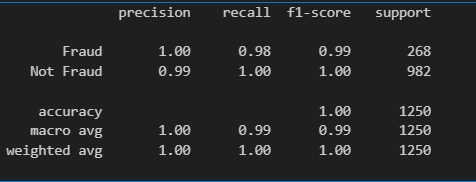 precision recall f1-score support
Fraud 1.00 0.98 0.99 268
Not Fraud 0.99 1.00 1.00 982
accuracy 1.00 1250
macro avg 1.00 0.99 0.99 1250
weighted avg 1.00 1.00 1.00 1250